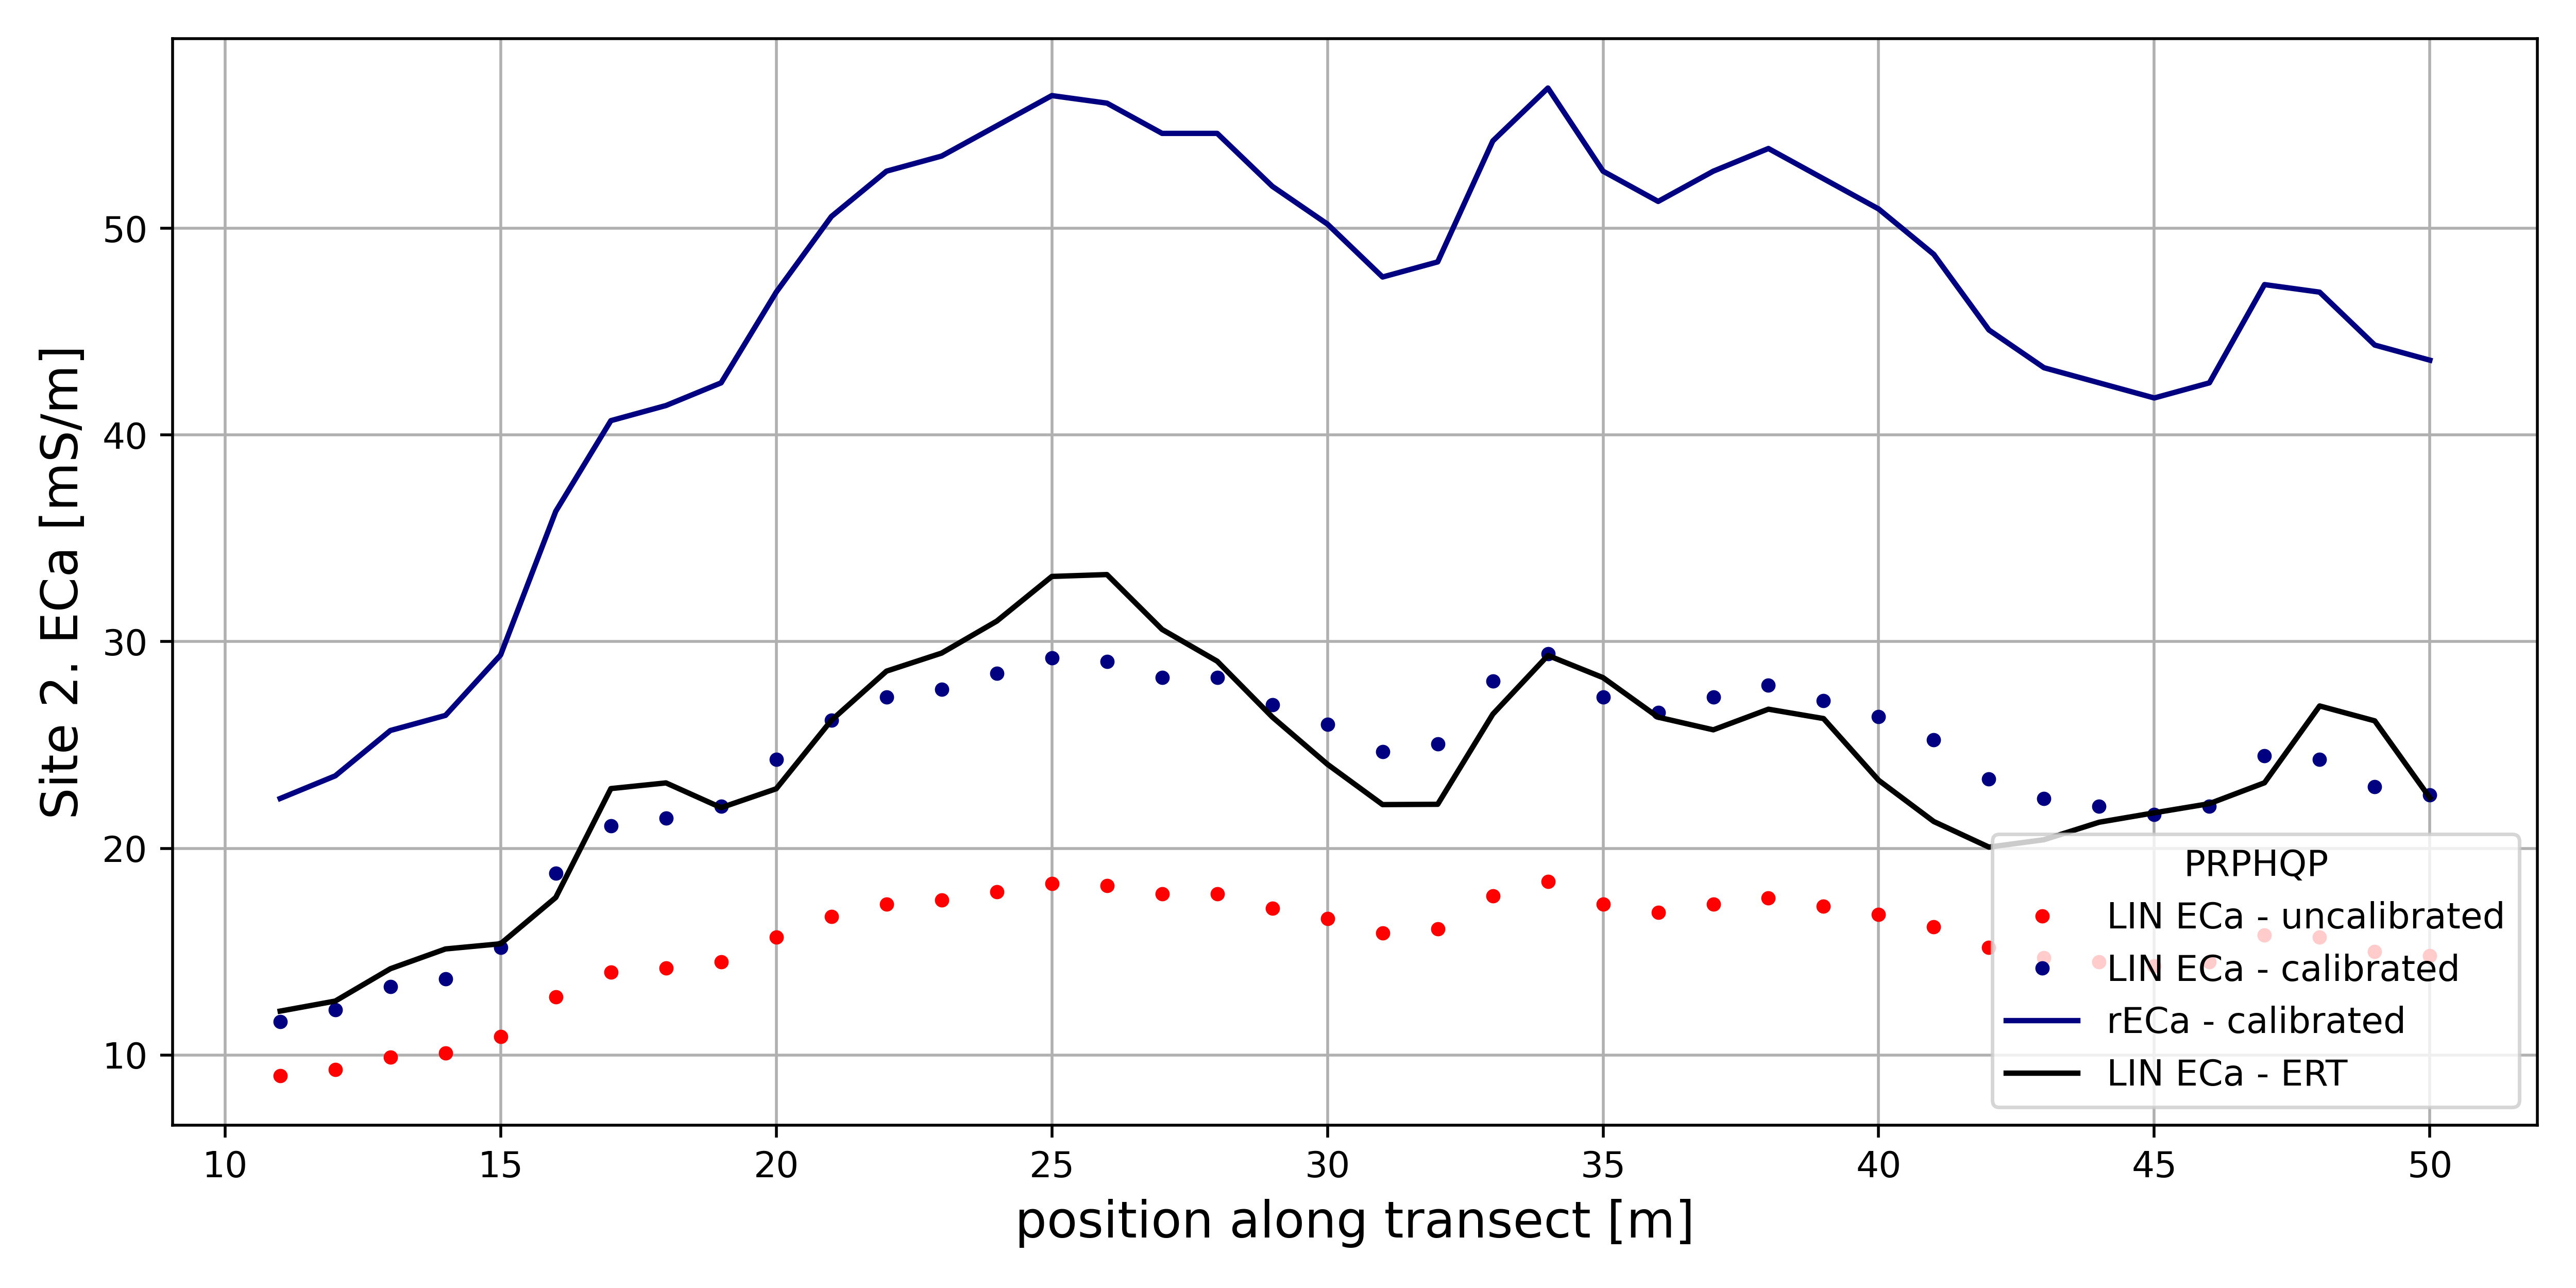 Site 2. ECa [mS/m]
50
40
30
20
10
PRPHQP
LIN ECa - uncalibrated
LIN ECa - calibrated
rECa - calibrated
LIN ECa - ERT
10 15 20 25 30 35 40 45 50
position along transect [m]